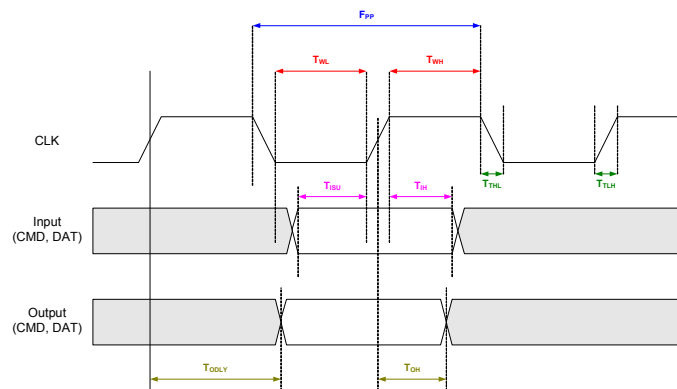 FPP
TWL
TWH
CLK
TTHL
TTLH
TISU
TIH
Input
(CMD, DAT)
Output
(CMD, DAT)
TODLY
TOH